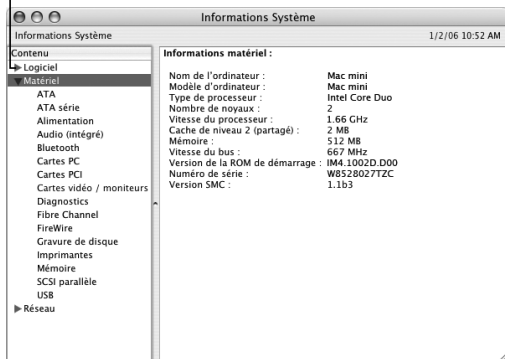 Informations Système
Informations Système 1/2/06 10:52 AM
Contenu
Logiciel
Matériel
ATA
ATA série
Alimentation
Audio (intégré)
Bluetooth
Cartes PC
Cartes PCI
Cartes vidéo / moniteurs
Diagnostics
Fibre Channel
FireWire
Gravure de disque
Imprimantes
Mémoire
SCSI parallèle
USB
Réseau
Informations matériel :
Nom de l'ordinateur : Mac mini
Modèle d'ordinateur : Mac mini
Type de processeur : Intel Core Duo
Nombre de noyaux : 2
Vitesse du processeur : 1.66 GHz
Cache de niveau 2 (partagé) : 2 MB
Mémoire : 512 MB
Vitesse du bus : 667 MHz
Version de la ROM de démarrage : IM4.1002D.D00
Numéro de série : W8528027TZC
Version SMC : 1.1b3